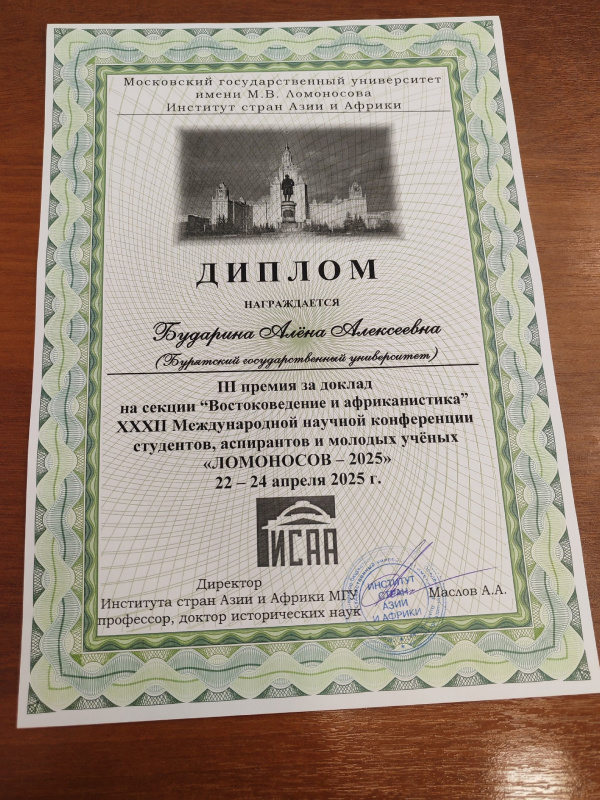 Московский государственный университет
имени М.В. Ломоносова
Институт стран Азии и Африки
ДИПЛОМ
НАГРАЖДАЕТСЯ
Бударина Алёна Алексеевна
(Бурятский государственный университет)
III премия за доклад
на секции “Востоковедение и африканистика”
XXXII Международной научной конференции
студентов, аспирантов и молодых учёных
«ЛОМОНОСОВ – 2025»
22 – 24 апреля 2025 г.
ИСАА
Директор
Института стран Азии и Африки МГУ
профессор, доктор исторических наук
Маслов А.А.
ИНСТИТУТ
СТРАН
АЗИИ
И АФРИКИ